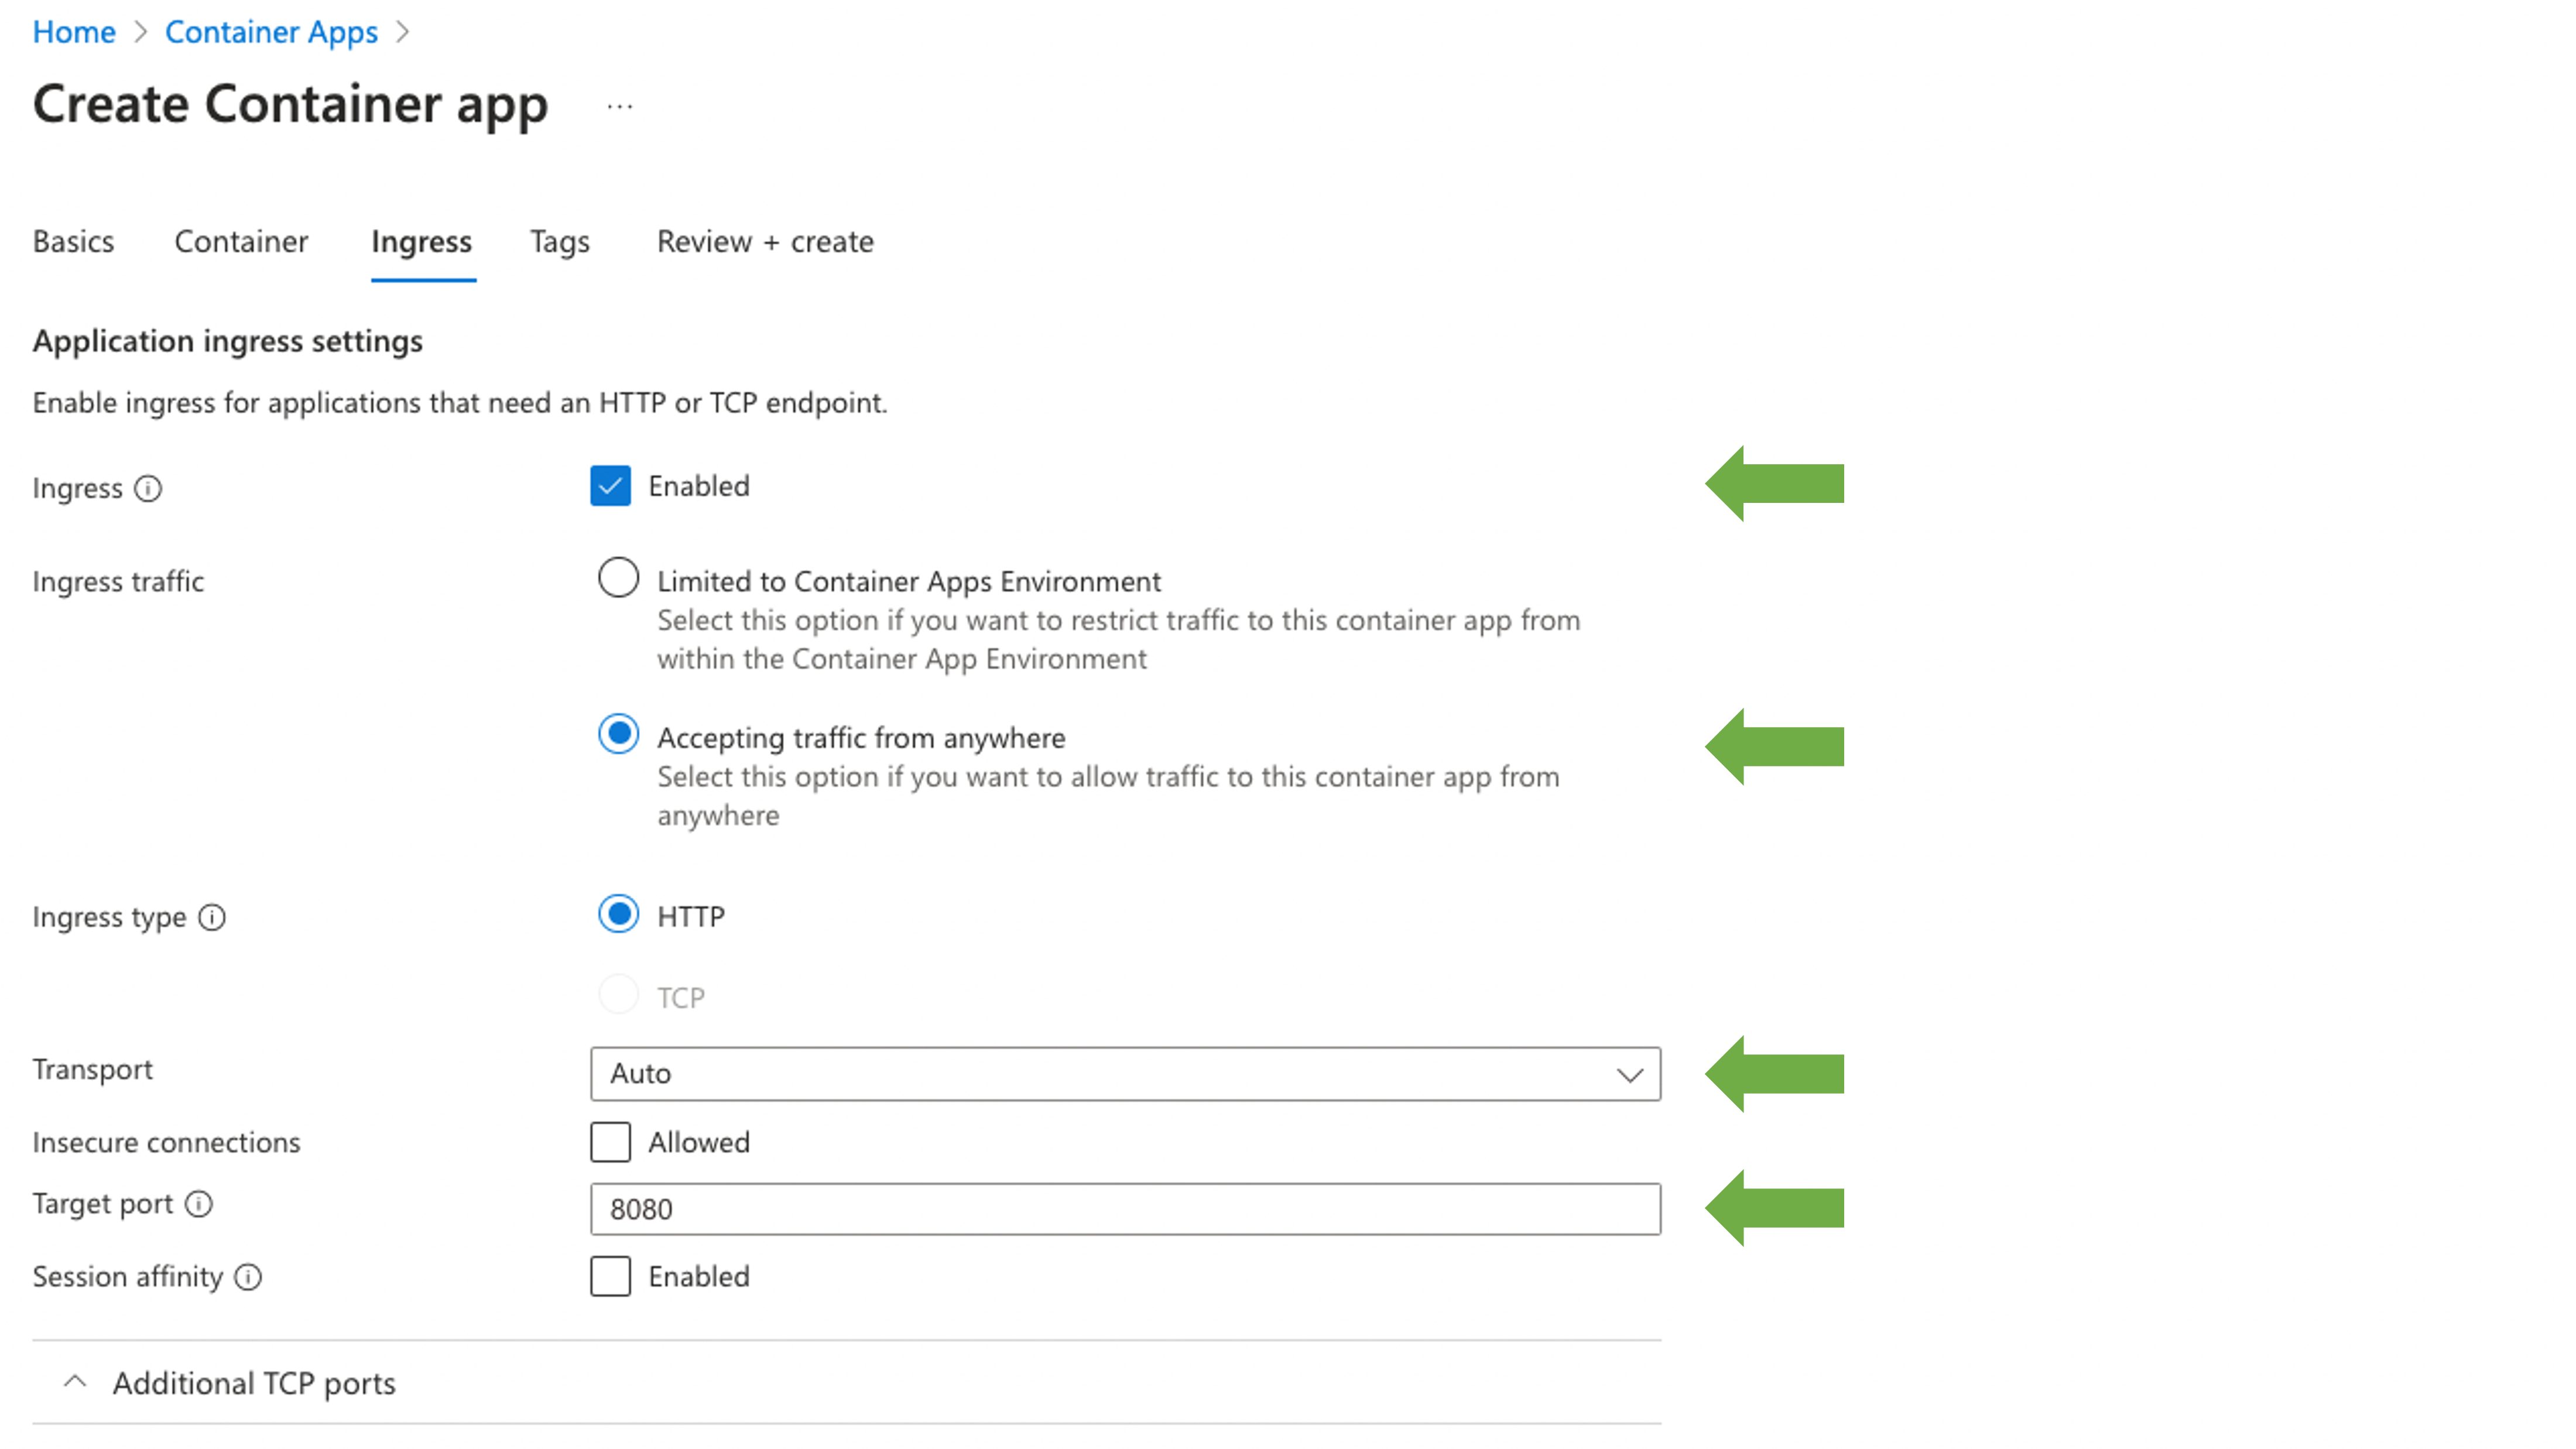 Home > Container Apps >
Create Container app ...
Basics Container Ingress Tags Review + create
Application ingress settings
Enable ingress for applications that need an HTTP or TCP endpoint.
Ingress Enabled
Ingress traffic Limited to Container Apps Environment
Select this option if you want to restrict traffic to this container app from
within the Container App Environment
Accepting traffic from anywhere
Select this option if you want to allow traffic to this container app from
anywhere
Ingress type HTTP
TCP
Transport Auto
Insecure connections Allowed
Target port 8080
Session affinity Enabled
Additional TCP ports